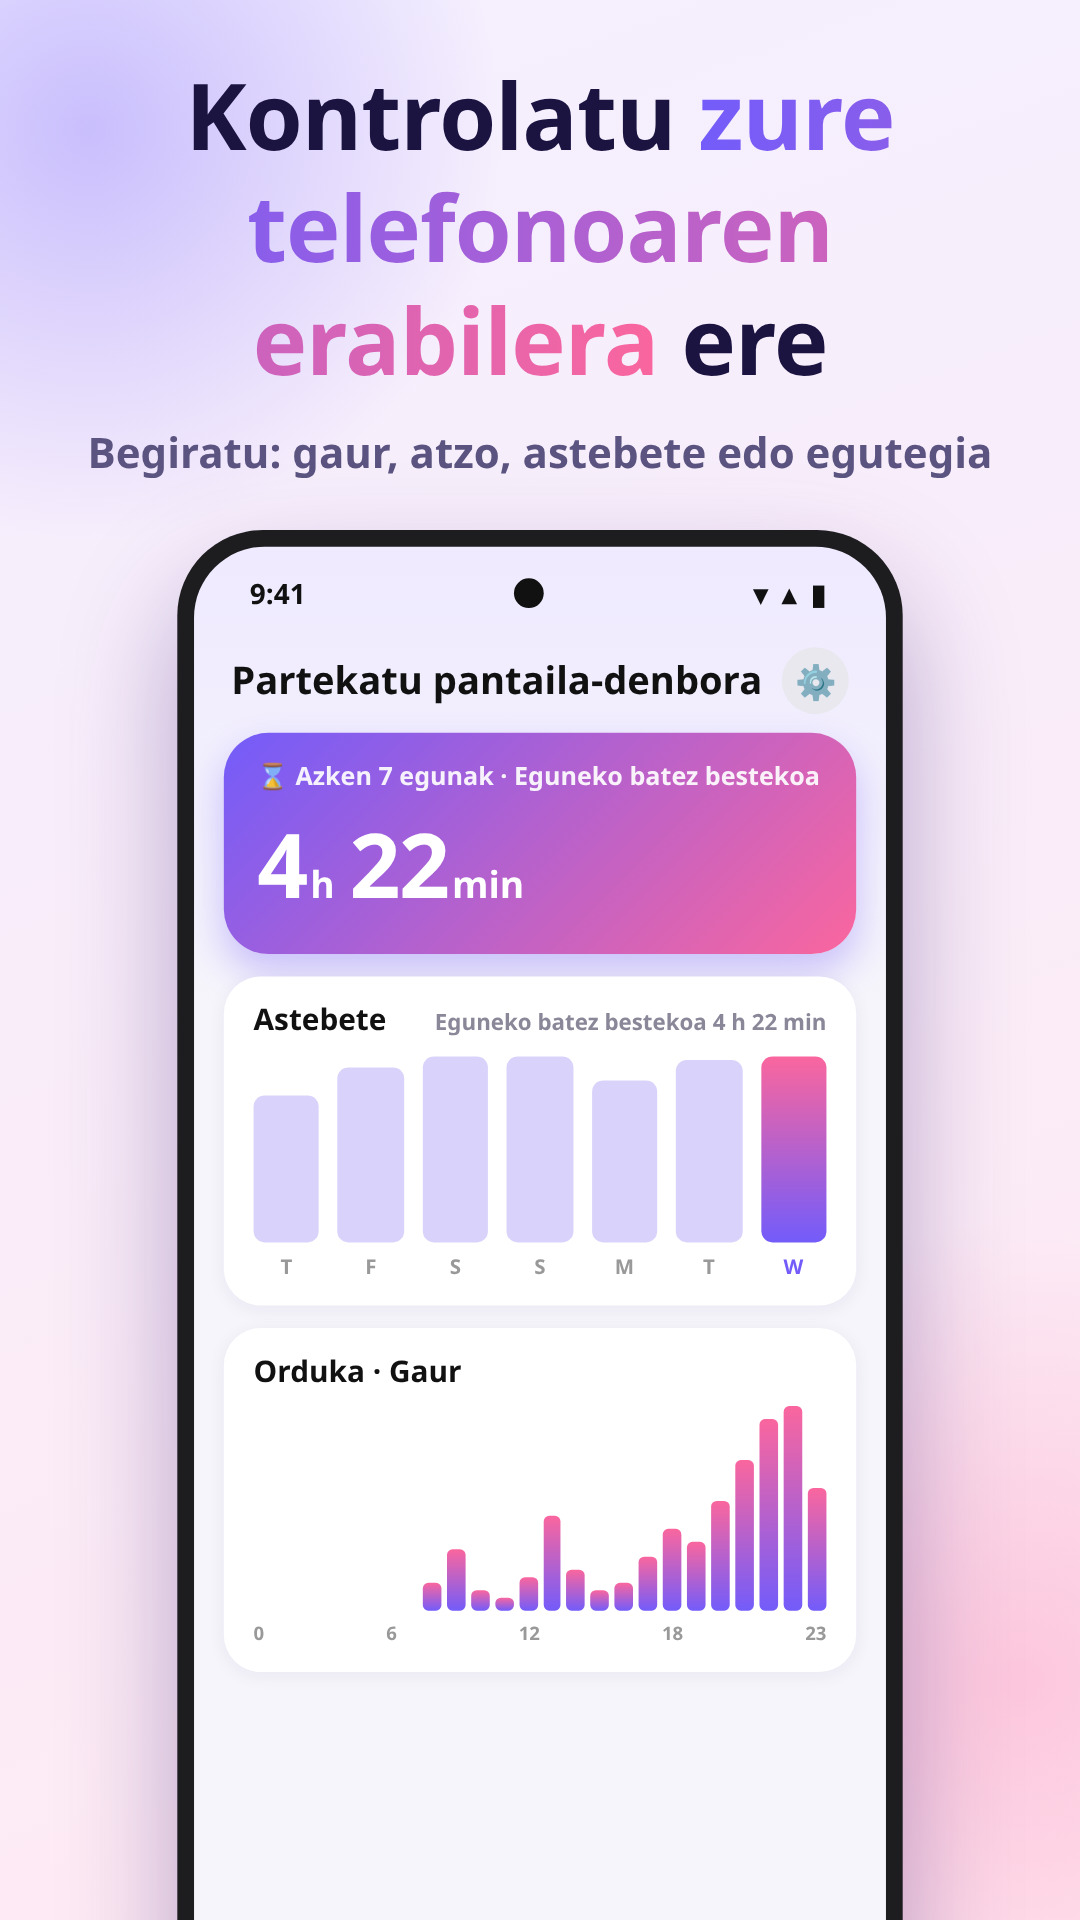 Kontrolatu zure
telefonoaren
erabilera ere
Begiratu: gaur, atzo, astebete edo egutegia
9:41
Partekatu pantaila-denbora
Azken 7 egunak · Eguneko batez bestekoa
4h 22min
Astebete
Eguneko batez bestekoa 4 h 22 min
T F S S M T W
Orduka · Gaur
0 6 12 18 23